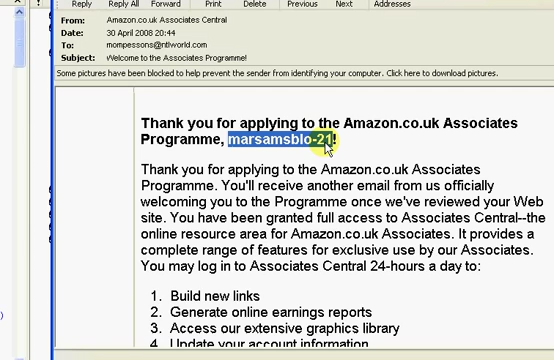 Reply Reply All Forward Print Delete Previous Next Addresses
From: Amazon.co.uk Associates Central
Date: 30 April 2008 20:44
To: mompessons@ntlworld.com
Subject: Welcome to the Associates Programme!
Some pictures have been blocked to help prevent the sender from identifying your computer. Click here to download pictures.
Thank you for applying to the Amazon.co.uk Associates
Programme, marsamsblo-21!
Thank you for applying to the Amazon.co.uk Associates
Programme. You'll receive another email from us officially
welcoming you to the Programme once we've reviewed your Web
site. You have been granted full access to Associates Central--the
online resource area for Amazon.co.uk Associates. It provides a
complete range of features for exclusive use by our Associates.
You may log in to Associates Central 24-hours a day to:
1. Build new links
2. Generate online earnings reports
3. Access our extensive graphics library
4. Update your account information